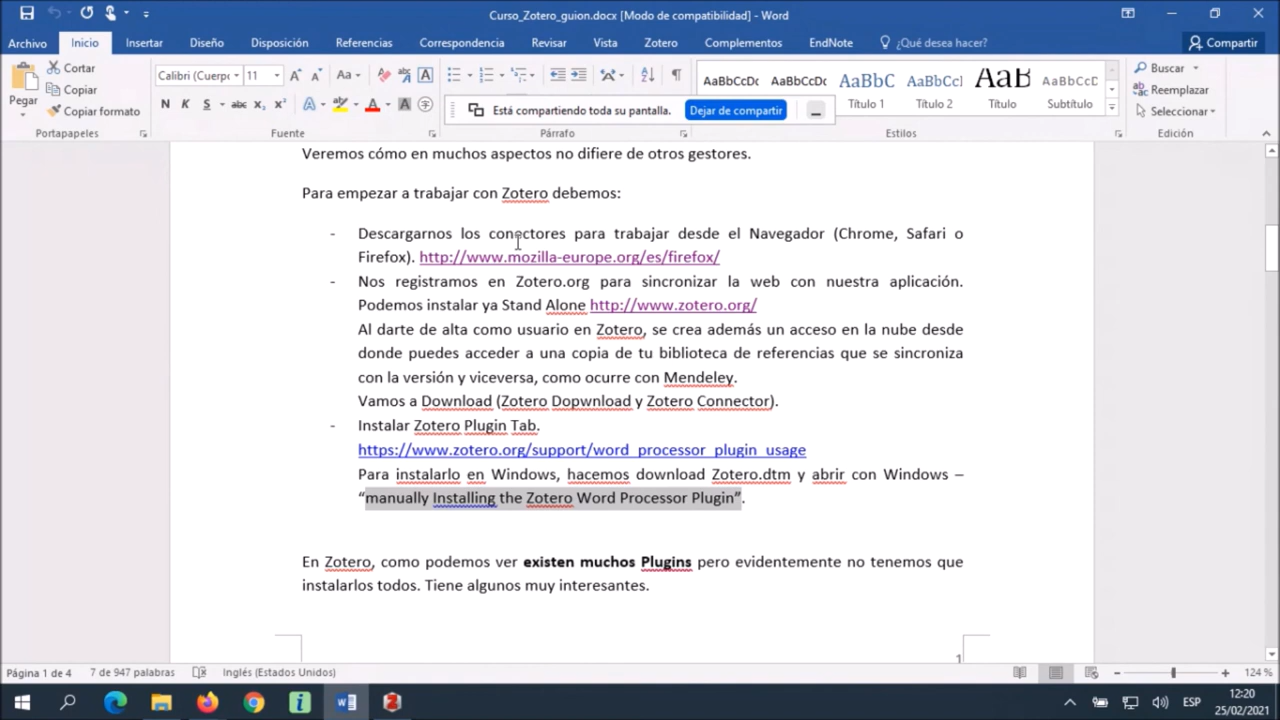 Curso_Zotero_guion.docx [Modo de compatibilidad] - Word
Archivo Inicio Insertar Diseño Disposición Referencias Correspondencia Revisar Vista Zotero Complementos EndNote ¿Qué desea hacer? Compartir
Pegar
Cortar
Copiar
Copiar formato
Portapapeles
Calibri (Cuerpo 11
N K S abc x₂ x²
Fuente
Está compartiendo toda su pantalla. Dejar de compartir
Párrafo
AaBbCcDc AaBbCcDc AaBbC AaBbCcI AaB AaBbCcD
Título 1 Título 2 Título Subtítulo
Estilos
Buscar
Reemplazar
Seleccionar
Edición
Veremos cómo en muchos aspectos no difiere de otros gestores.
Para empezar a trabajar con Zotero debemos:
- Descargarnos los conectores para trabajar desde el Navegador (Chrome, Safari o
Firefox). http://www.mozilla-europe.org/es/firefox/
- Nos registramos en Zotero.org para sincronizar la web con nuestra aplicación.
Podemos instalar ya Stand Alone http://www.zotero.org/
Al darte de alta como usuario en Zotero, se crea además un acceso en la nube desde
donde puedes acceder a una copia de tu biblioteca de referencias que se sincroniza
con la versión y viceversa, como ocurre con Mendeley.
Vamos a Download (Zotero Dopwnload y Zotero Connector).
- Instalar Zotero Plugin Tab.
https://www.zotero.org/support/word_processor_plugin_usage
Para instalarlo en Windows, hacemos download Zotero.dtm y abrir con Windows –
“manually Installing the Zotero Word Processor Plugin”.
En Zotero, como podemos ver existen muchos Plugins pero evidentemente no tenemos que
instalarlos todos. Tiene algunos muy interesantes.
1
Página 1 de 4 7 de 947 palabras Inglés (Estados Unidos) 124 %
ESP
12:20
25/02/2021